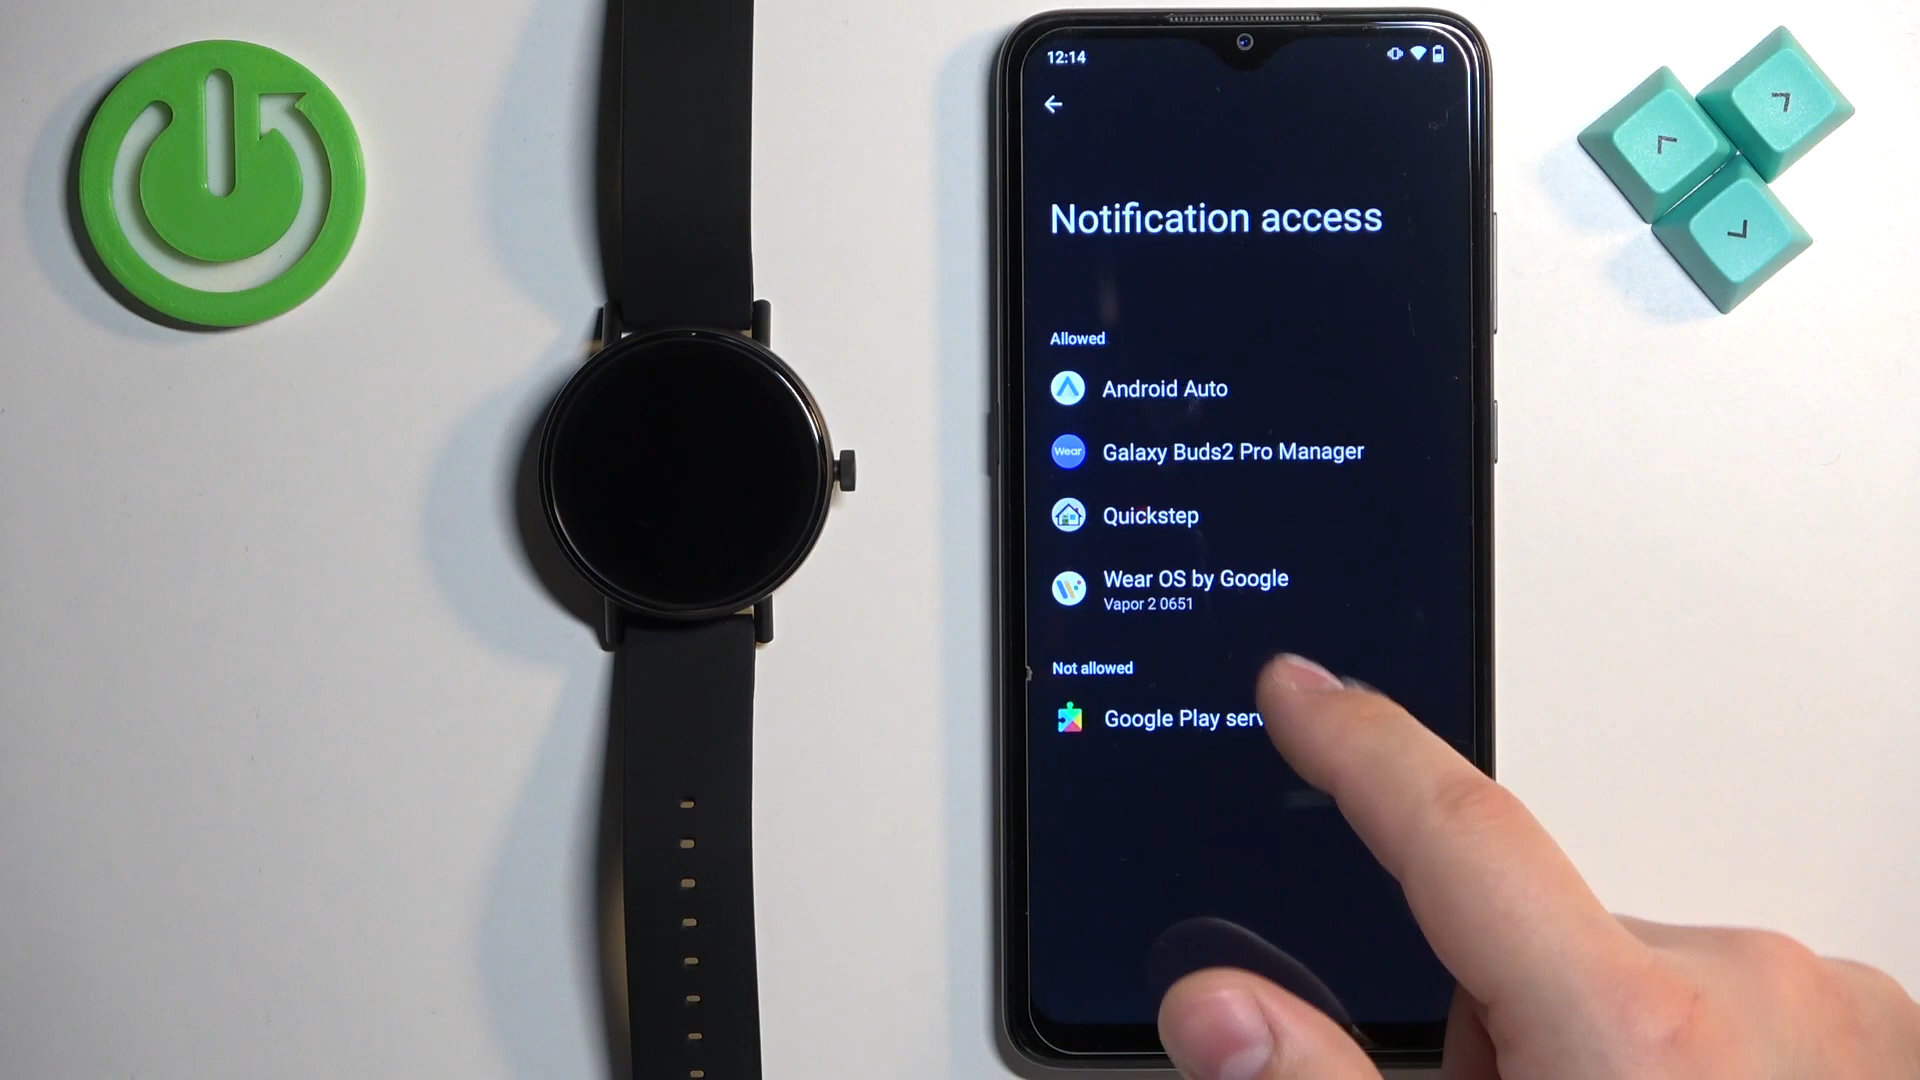 12:14
Notification access
Allowed
Android Auto
Wear
Galaxy Buds2 Pro Manager
Quickstep
Wear OS by Google
Vapor 2 0651
Not allowed
Google Play